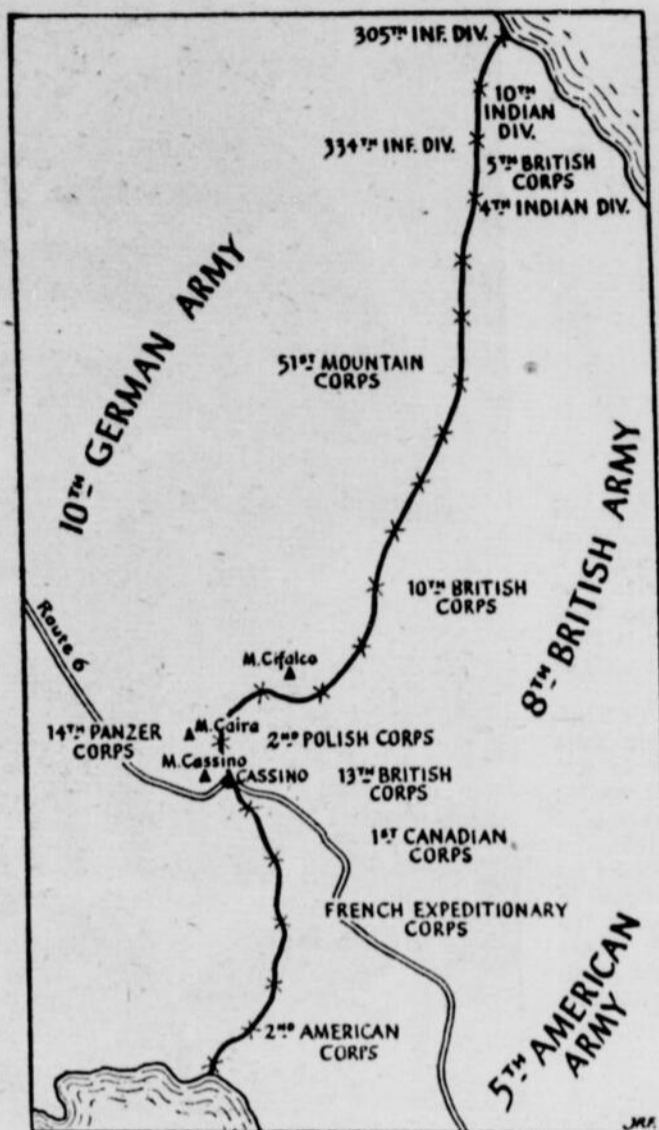 305TH INF. DIV.
10TH
INDIAN
DIV.
334TH INF. DIV.
5TH BRITISH
CORPS
4TH INDIAN DIV.
10TH GERMAN ARMY
51ST MOUNTAIN
CORPS
8TH BRITISH ARMY
10TH BRITISH
CORPS
Route 6
M.Cifalco
M.Caira
14TH PANZER
CORPS
2ND POLISH CORPS
M.Cassino
CASSINO
13TH BRITISH
CORPS
1ST CANADIAN
CORPS
FRENCH EXPEDITIONARY
CORPS
2ND AMERICAN
CORPS
5TH AMERICAN
ARMY